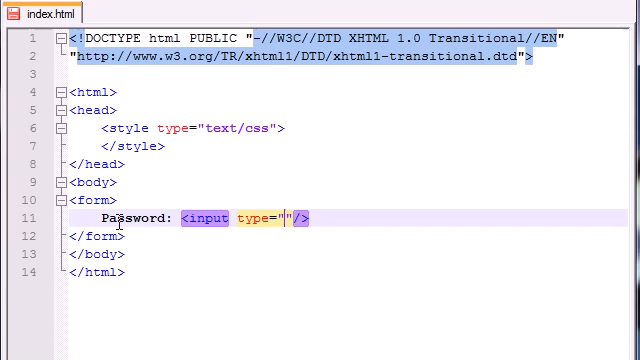 index.html
1 <!DOCTYPE html PUBLIC "-//W3C//DTD XHTML 1.0 Transitional//EN"
2 "http://www.w3.org/TR/xhtml1/DTD/xhtml1-transitional.dtd">
3
4 <html>
5 <head>
6 <style type="text/css">
7 </style>
8 </head>
9 <body>
10 <form>
11 Password: <input type=""/>
12 </form>
13 </body>
14 </html>